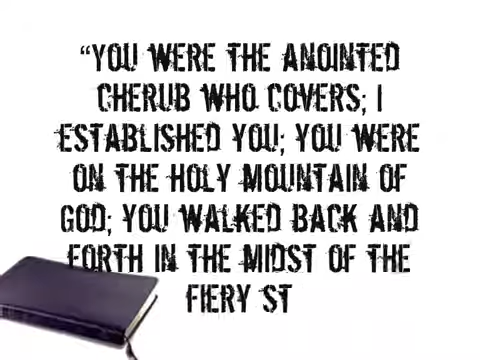 “YOU WERE THE ANOINTED
CHERUB WHO COVERS; I
ESTABLISHED YOU; YOU WERE
ON THE HOLY MOUNTAIN OF
GOD; YOU WALKED BACK AND
FORTH IN THE MIDST OF THE
FIERY ST